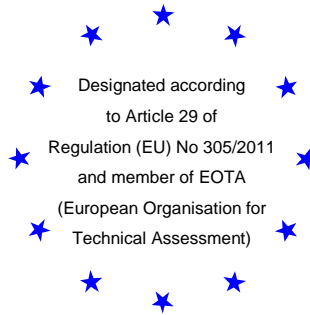 Designated according
to Article 29 of
Regulation (EU) No 305/2011
and member of EOTA
(European Organisation for
Technical Assessment)